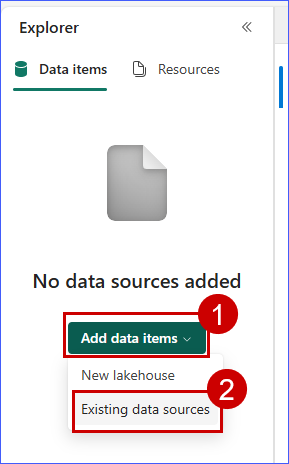 Explorer
Data items Resources
No data sources added
1
Add data items
New lakehouse
2
Existing data sources